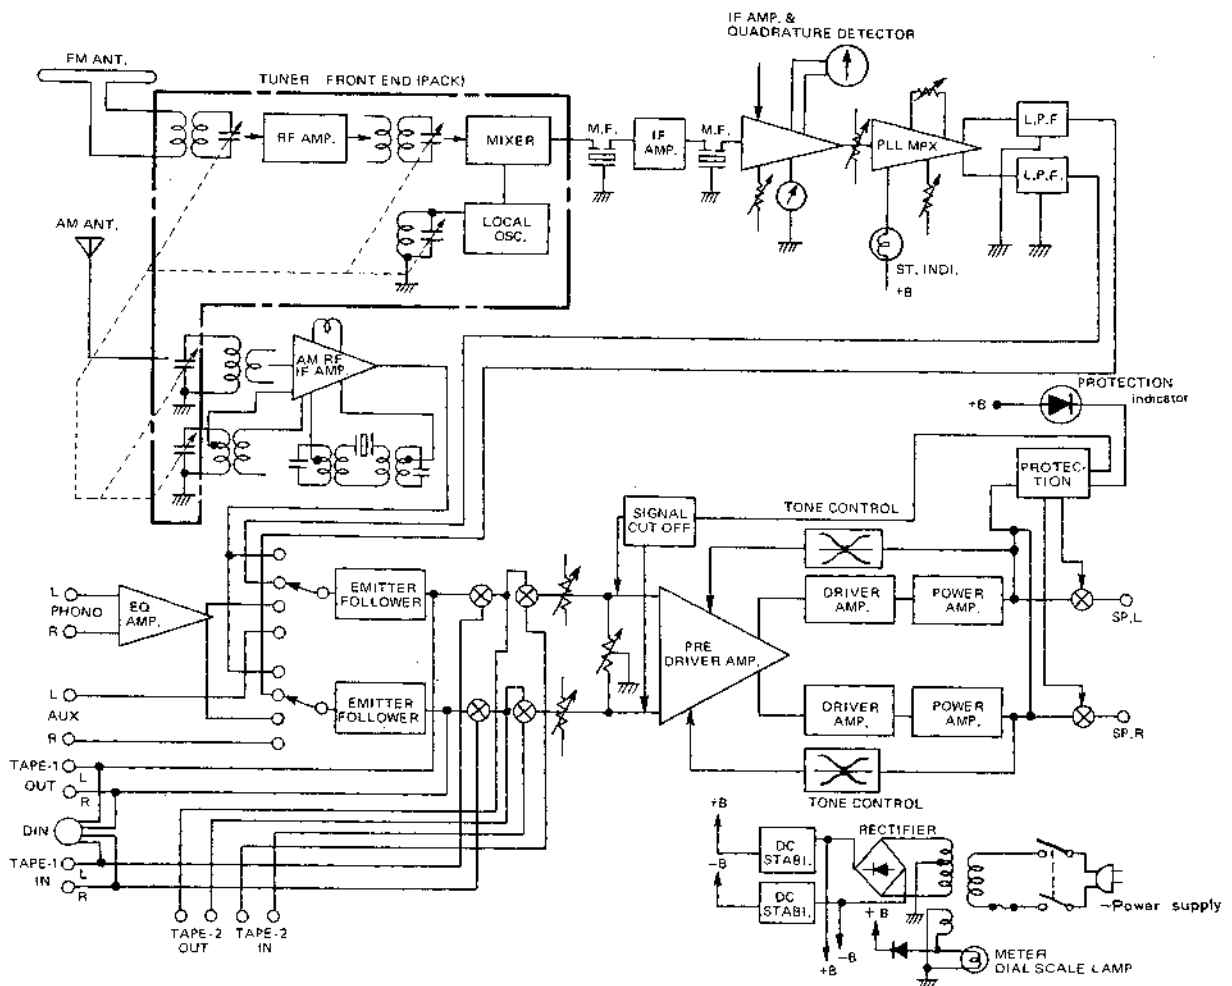 IF AMP. &
QUADRATURE DETECTOR
FM ANT.
TUNER FRONT END (PACK)
RF AMP.
MIXER
M.F.
IF
AMP.
M.F.
PLL MPX
L.P.F
L.P.F.
LOCAL
OSC.
ST. INDI.
+B
AM ANT.
AM RF
IF AMP.
PROTECTION
indicator
+B
PROTEC-
TION
SIGNAL
CUT OFF
TONE CONTROL
L
PHONO
R
EQ
AMP.
EMITTER
FOLLOWER
DRIVER
AMP.
POWER
AMP.
SP. L
PRE
DRIVER AMP.
L
AUX
R
EMITTER
FOLLOWER
DRIVER
AMP.
POWER
AMP.
SP.R
TONE CONTROL
TAPE-1
L
OUT
R
DIN
TAPE-1
L
IN
R
TAPE-2
OUT
TAPE-2
IN
+B
-B
DC
STABI.
DC
STABI.
RECTIFIER
+B
-B
+B
~Power supply
METER
DIAL SCALE LAMP